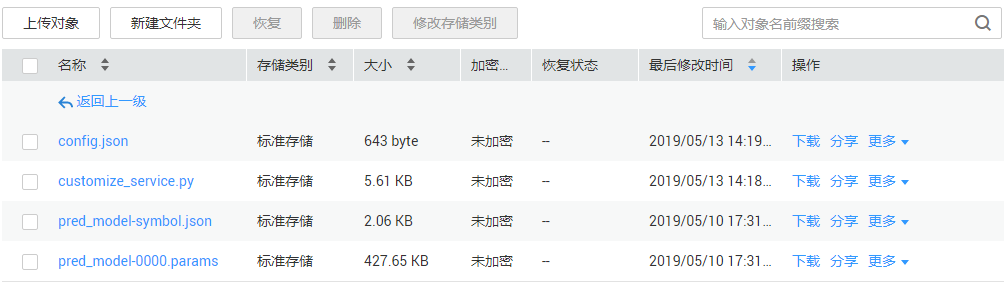 上传对象 新建文件夹 恢复 删除 修改存储类别 输入对象名前缀搜索
名称 存储类别 大小 加密... 恢复状态 最后修改时间 操作
返回上一级
config.json 标准存储 643 byte 未加密 -- 2019/05/13 14:19... 下载 分享 更多
customize_service.py 标准存储 5.61 KB 未加密 -- 2019/05/13 14:18... 下载 分享 更多
pred_model-symbol.json 标准存储 2.06 KB 未加密 -- 2019/05/10 17:31... 下载 分享 更多
pred_model-0000.params 标准存储 427.65 KB 未加密 -- 2019/05/10 17:31... 下载 分享 更多